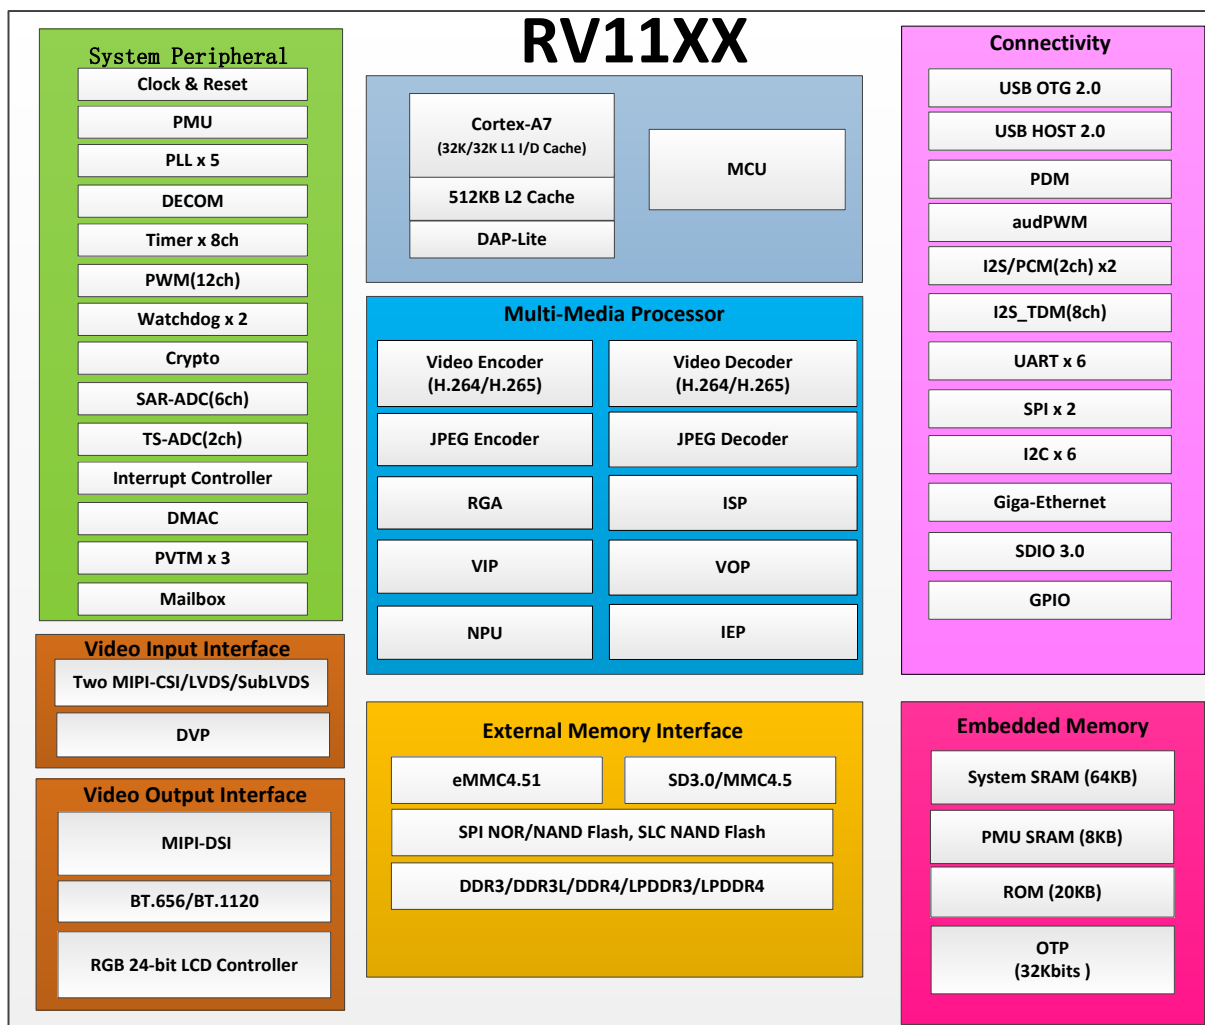 RV11XX
System Peripheral
Clock & Reset
PMU
PLL x 5
DECOM
Timer x 8ch
PWM(12ch)
Watchdog x 2
Crypto
SAR-ADC(6ch)
TS-ADC(2ch)
Interrupt Controller
DMAC
PVTM x 3
Mailbox
Video Input Interface
Two MIPI-CSI/LVDS/SubLVDS
DVP
Video Output Interface
MIPI-DSI
BT.656/BT.1120
RGB 24-bit LCD Controller
Cortex-A7
(32K/32K L1 I/D Cache)
512KB L2 Cache
DAP-Lite
MCU
Multi-Media Processor
Video Encoder
(H.264/H.265)
Video Decoder
(H.264/H.265)
JPEG Encoder
JPEG Decoder
RGA
ISP
VIP
VOP
NPU
IEP
External Memory Interface
eMMC4.51
SD3.0/MMC4.5
SPI NOR/NAND Flash, SLC NAND Flash
DDR3/DDR3L/DDR4/LPDDR3/LPDDR4
Connectivity
USB OTG 2.0
USB HOST 2.0
PDM
audPWM
I2S/PCM(2ch) x2
I2S_TDM(8ch)
UART x 6
SPI x 2
I2C x 6
Giga-Ethernet
SDIO 3.0
GPIO
Embedded Memory
System SRAM (64KB)
PMU SRAM (8KB)
ROM (20KB)
OTP
(32Kbits )